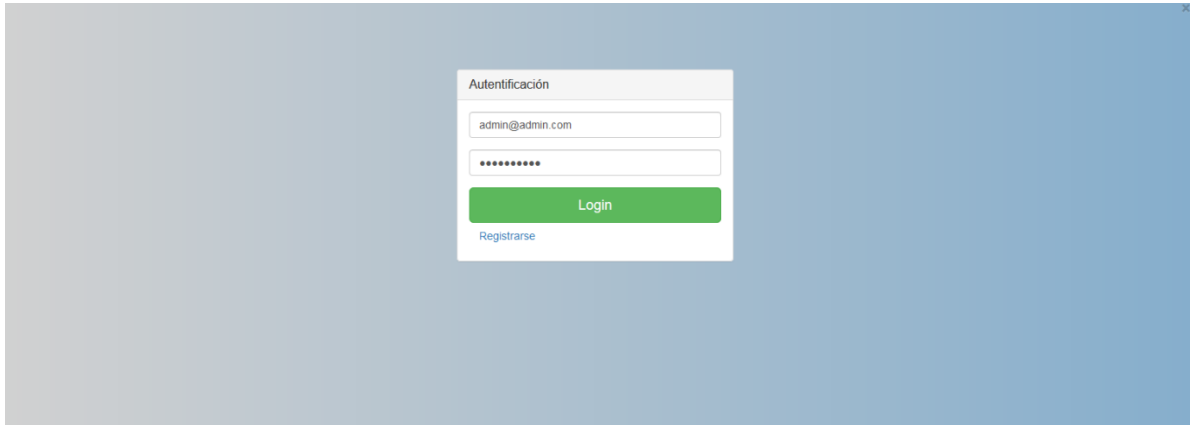 ×
Autentificación
admin@admin.com
••••••••••
Login
Registrarse